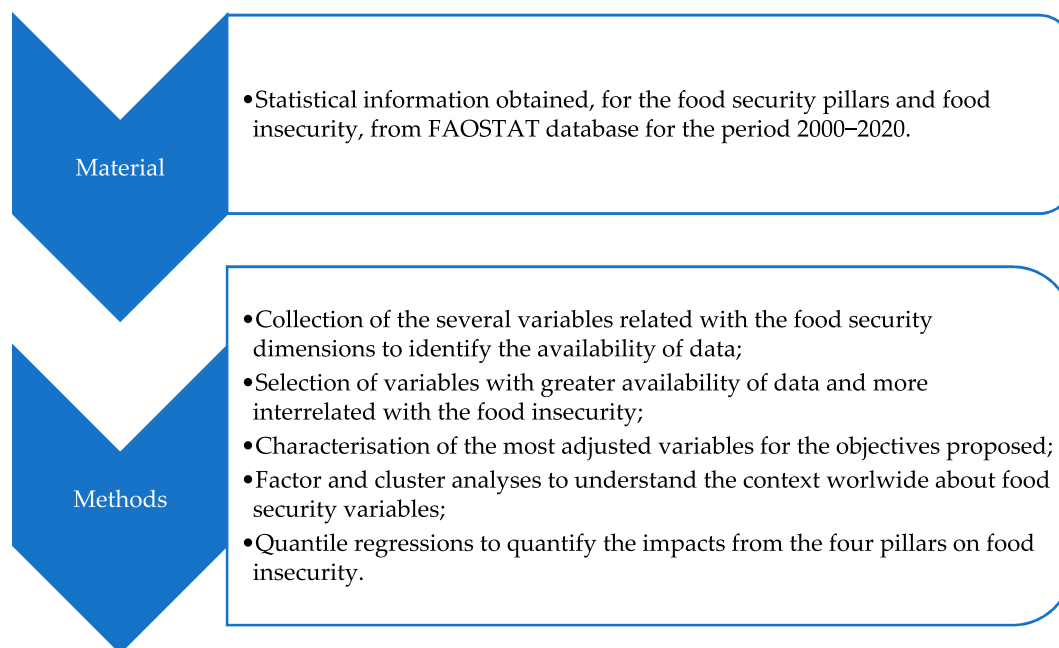 Material
•Statistical information obtained, for the food security pillars and food
insecurity, from FAOSTAT database for the period 2000–2020.
Methods
•Collection of the several variables related with the food security
dimensions to identify the availability of data;
•Selection of variables with greater availability of data and more
interrelated with the food insecurity;
•Characterisation of the most adjusted variables for the objectives proposed;
•Factor and cluster analyses to understand the context worlwide about food
security variables;
•Quantile regressions to quantify the impacts from the four pillars on food
insecurity.